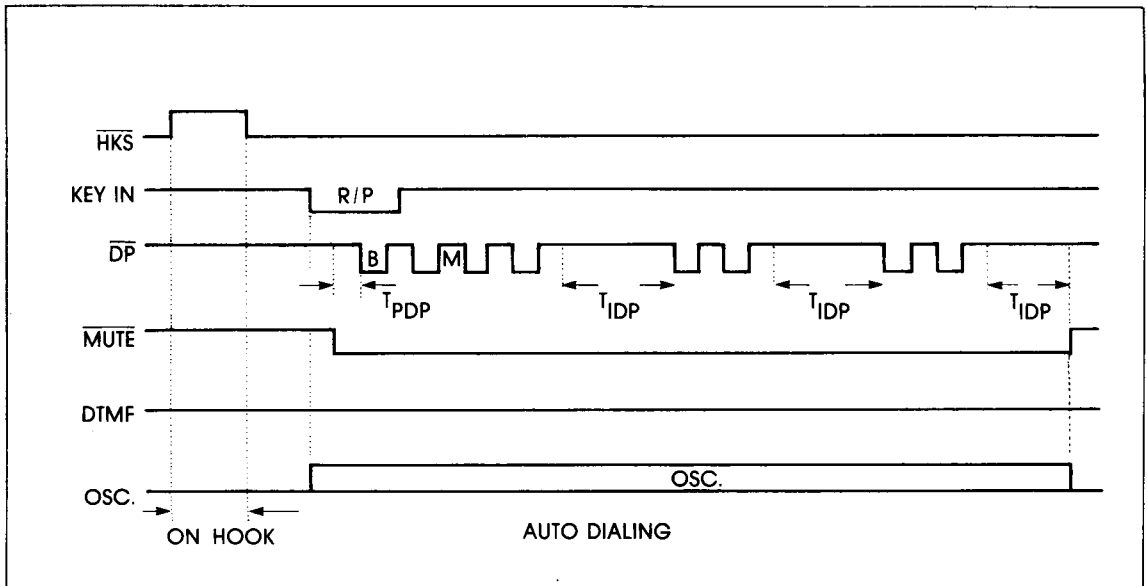 HKS
KEY IN R/P
DP B M
TPDP TIDP TIDP TIDP
MUTE
DTMF
OSC. OSC.
ON HOOK AUTO DIALING